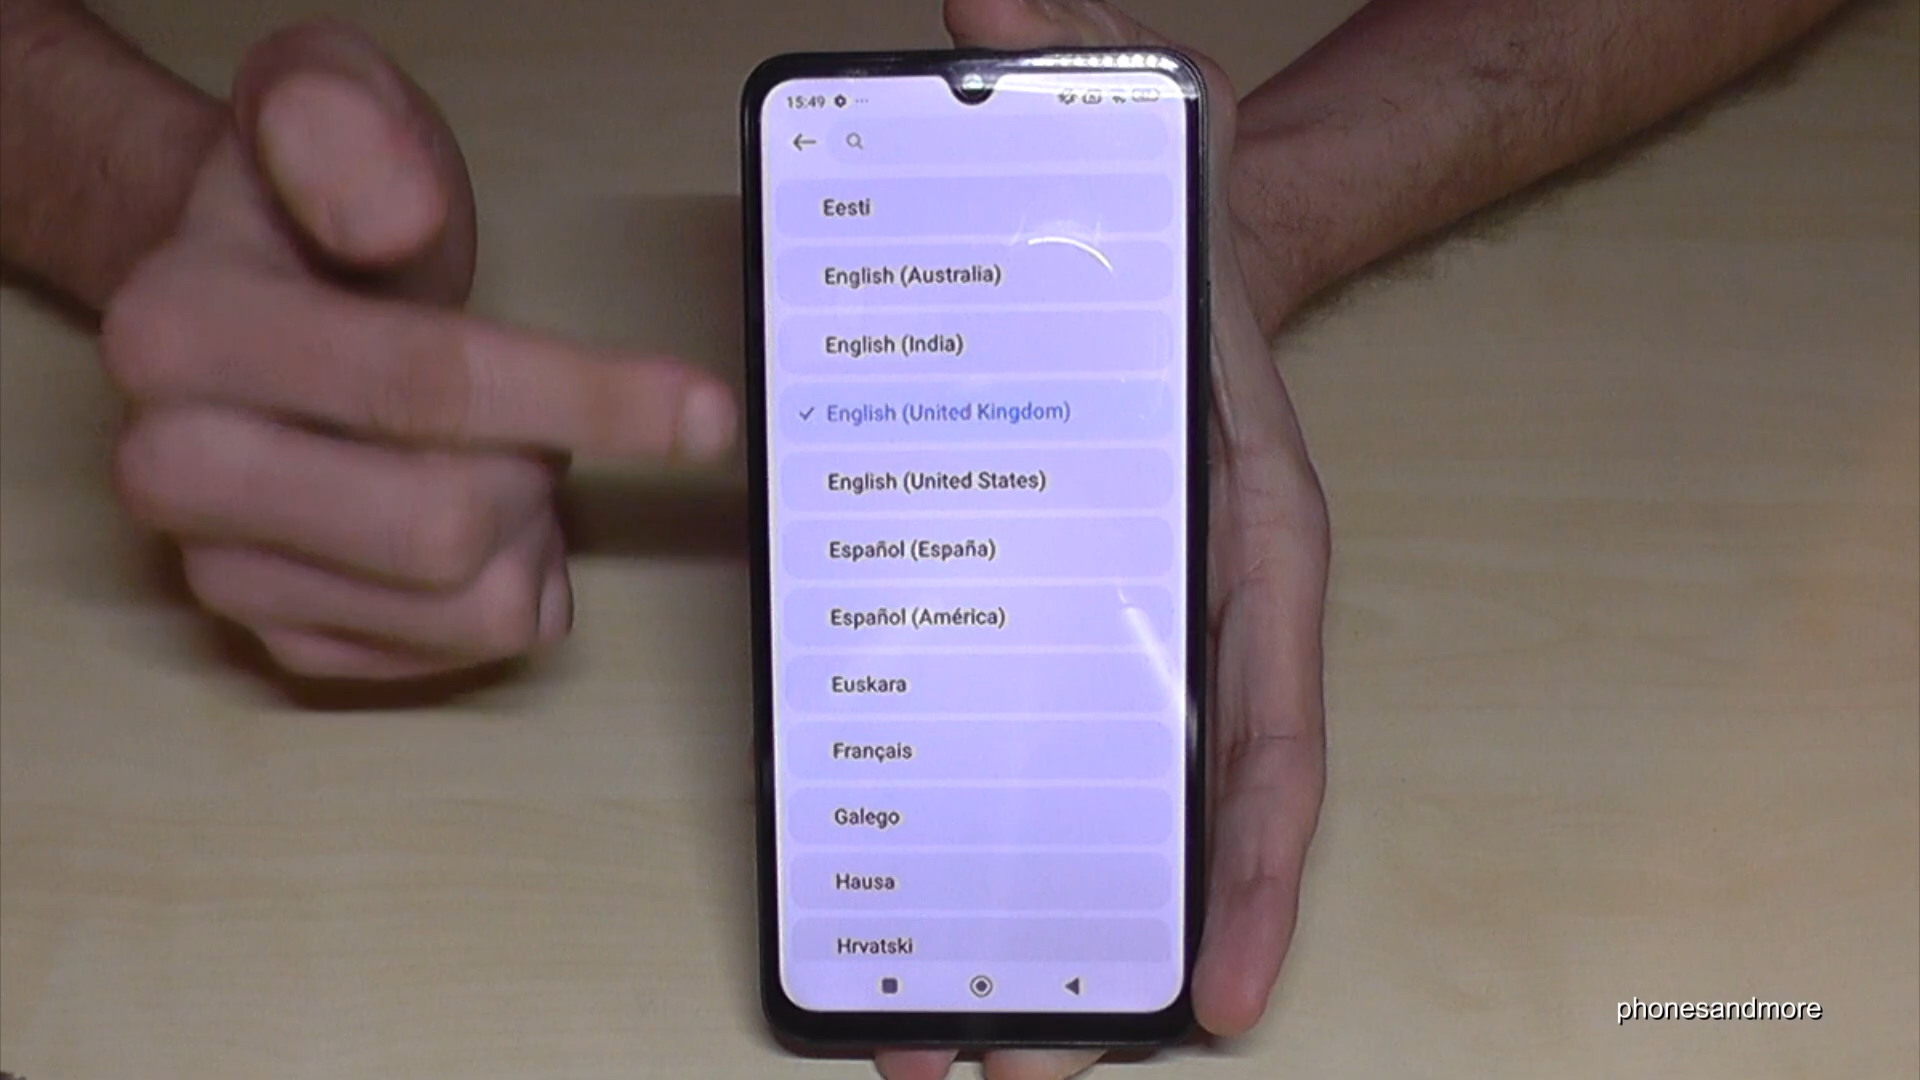 15:49
Eesti
English (Australia)
English (India)
English (United Kingdom)
English (United States)
Español (España)
Español (América)
Euskara
Français
Galego
Hausa
Hrvatski
phonesandmore